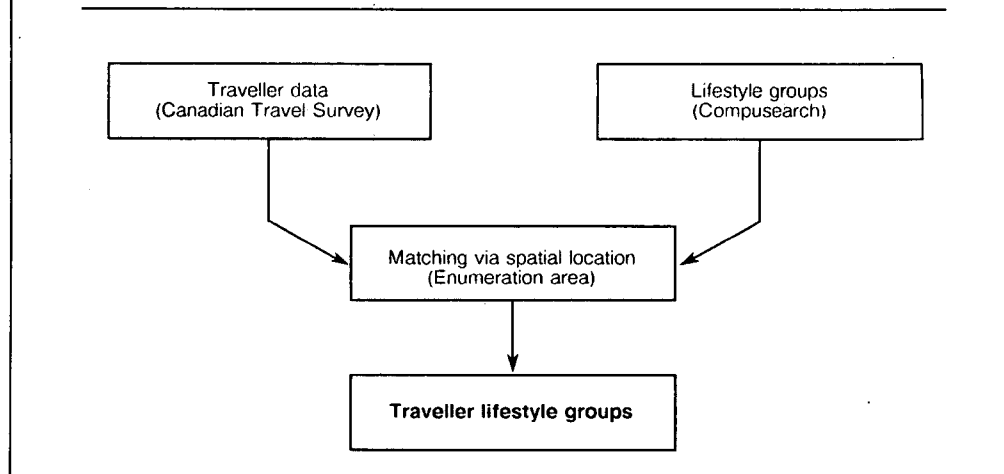 Traveller data
(Canadian Travel Survey)
Lifestyle groups
(Compusearch)
Matching via spatial location
(Enumeration area)
Traveller lifestyle groups